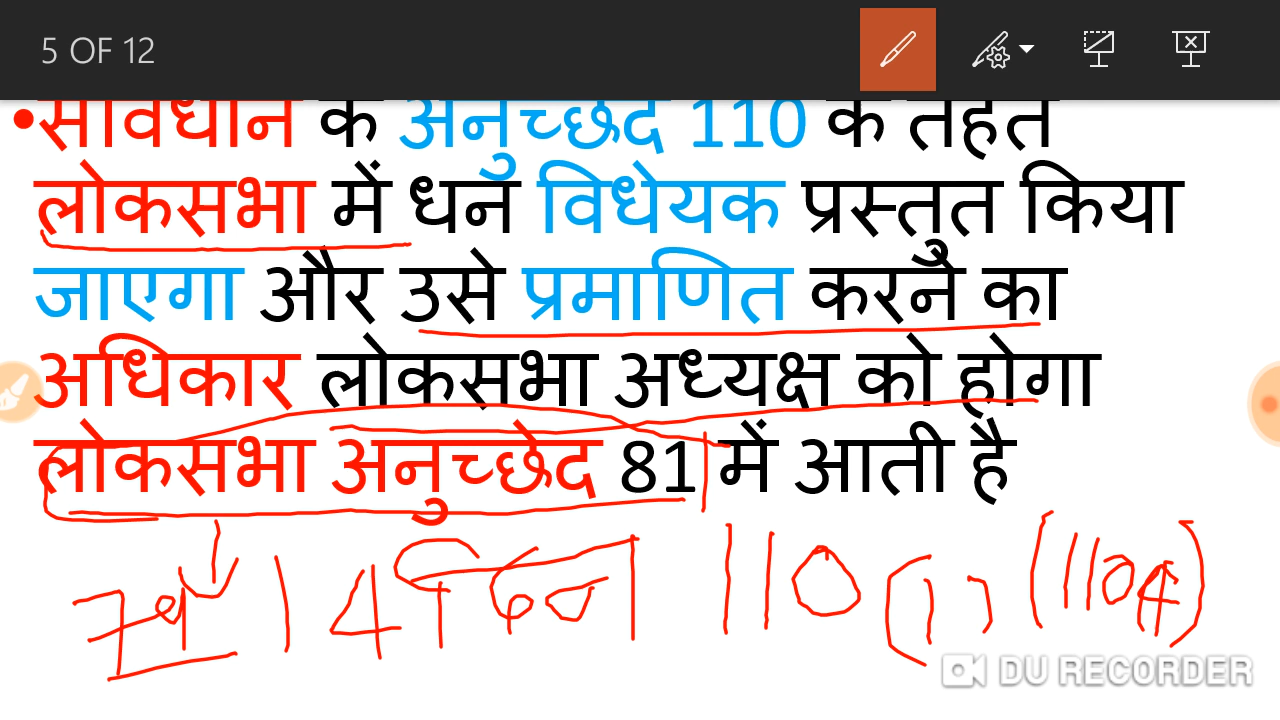 5 OF 12
•संविधान के अनुच्छेद 110 के तहत
लोकसभा में धन विधेयक प्रस्तुत किया
जाएगा और उसे प्रमाणित करने का
अधिकार लोकसभा अध्यक्ष को होगा
लोकसभा अनुच्छेद 81 में आती है
110 (1) (1104)
DU RECORDER